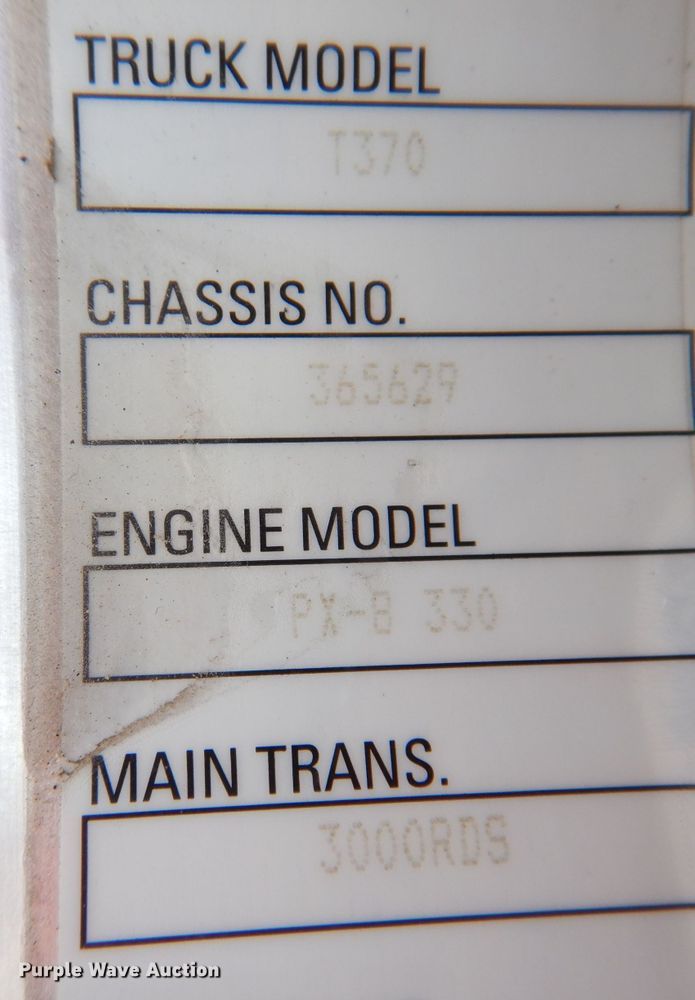 TRUCK MODEL
T370
CHASSIS NO.
365629
ENGINE MODEL
PX-8 330
MAIN TRANS.
3000RDS
Purple Wave Auction